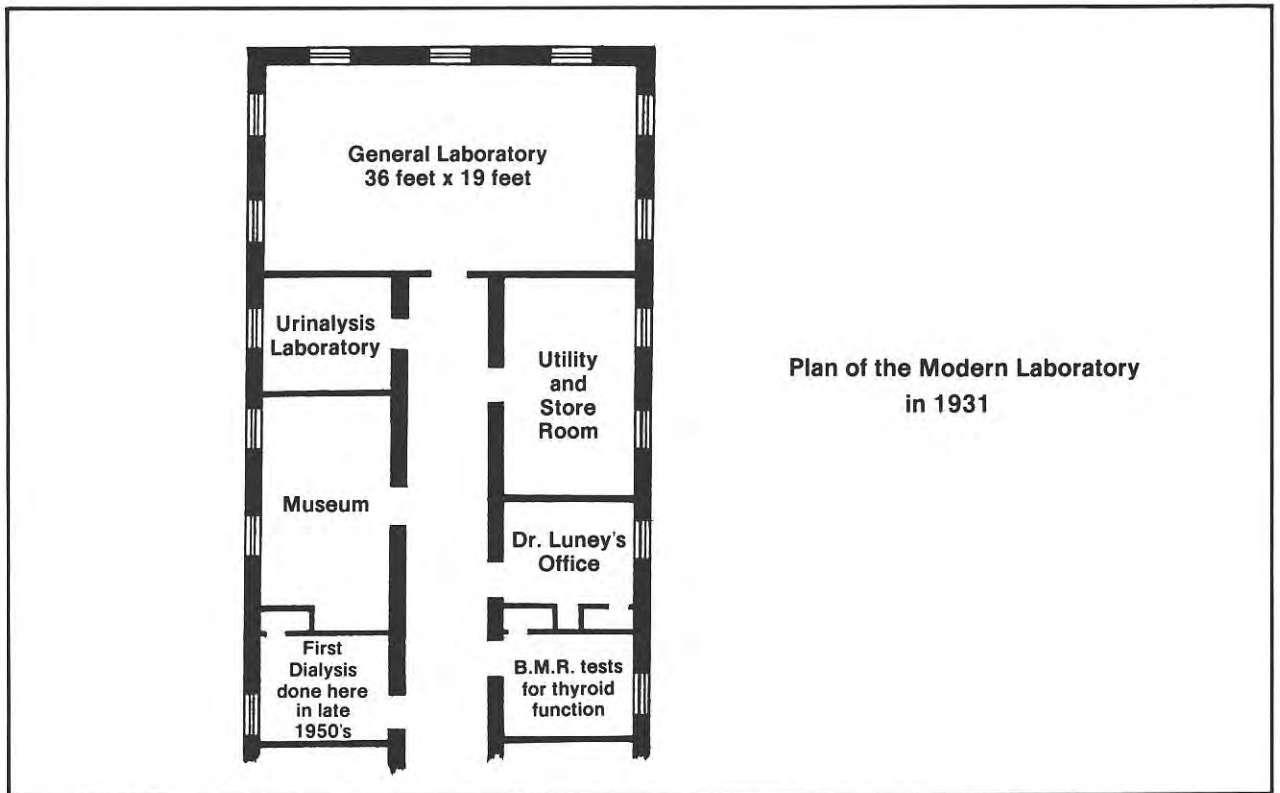 General Laboratory
36 feet x 19 feet
Urinalysis
Laboratory
Utility
and
Store
Room
Plan of the Modern Laboratory
in 1931
Museum
Dr. Luney's
Office
First
Dialysis
done here
in late
1950's
B.M.R. tests
for thyroid
function